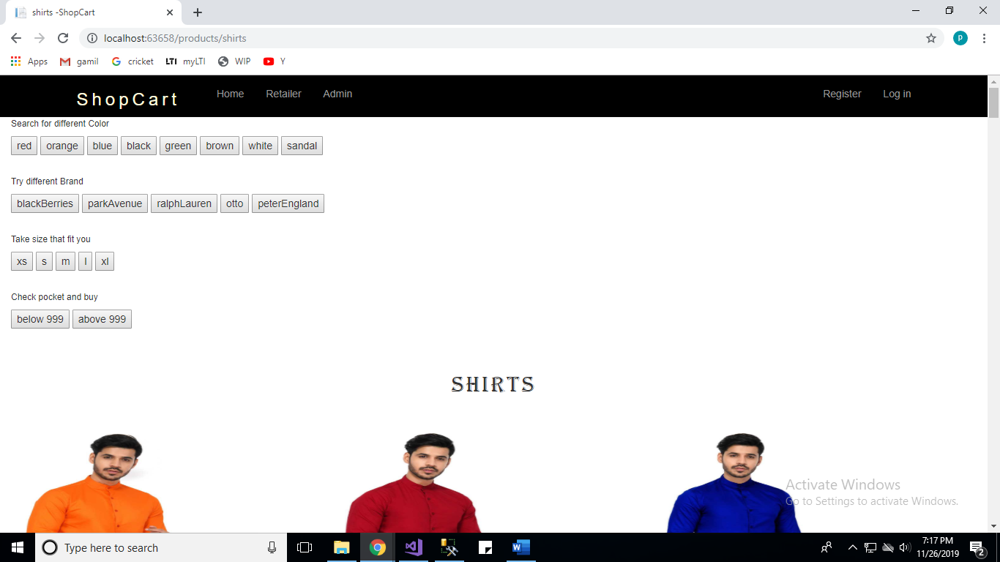 shirts -ShopCart
localhost:63658/products/shirts
P
Apps gamil cricket LTI myLTI WIP Y
ShopCart Home Retailer Admin Register Log in
Search for different Color
red orange blue black green brown white sandal
Try different Brand
blackBerries parkAvenue ralphLauren otto peterEngland
Take size that fit you
xs s m l xl
Check pocket and buy
below 999 above 999
SHIRTS
Activate Windows
Go to Settings to activate Windows.
Type here to search
7:17 PM
11/26/2019
2